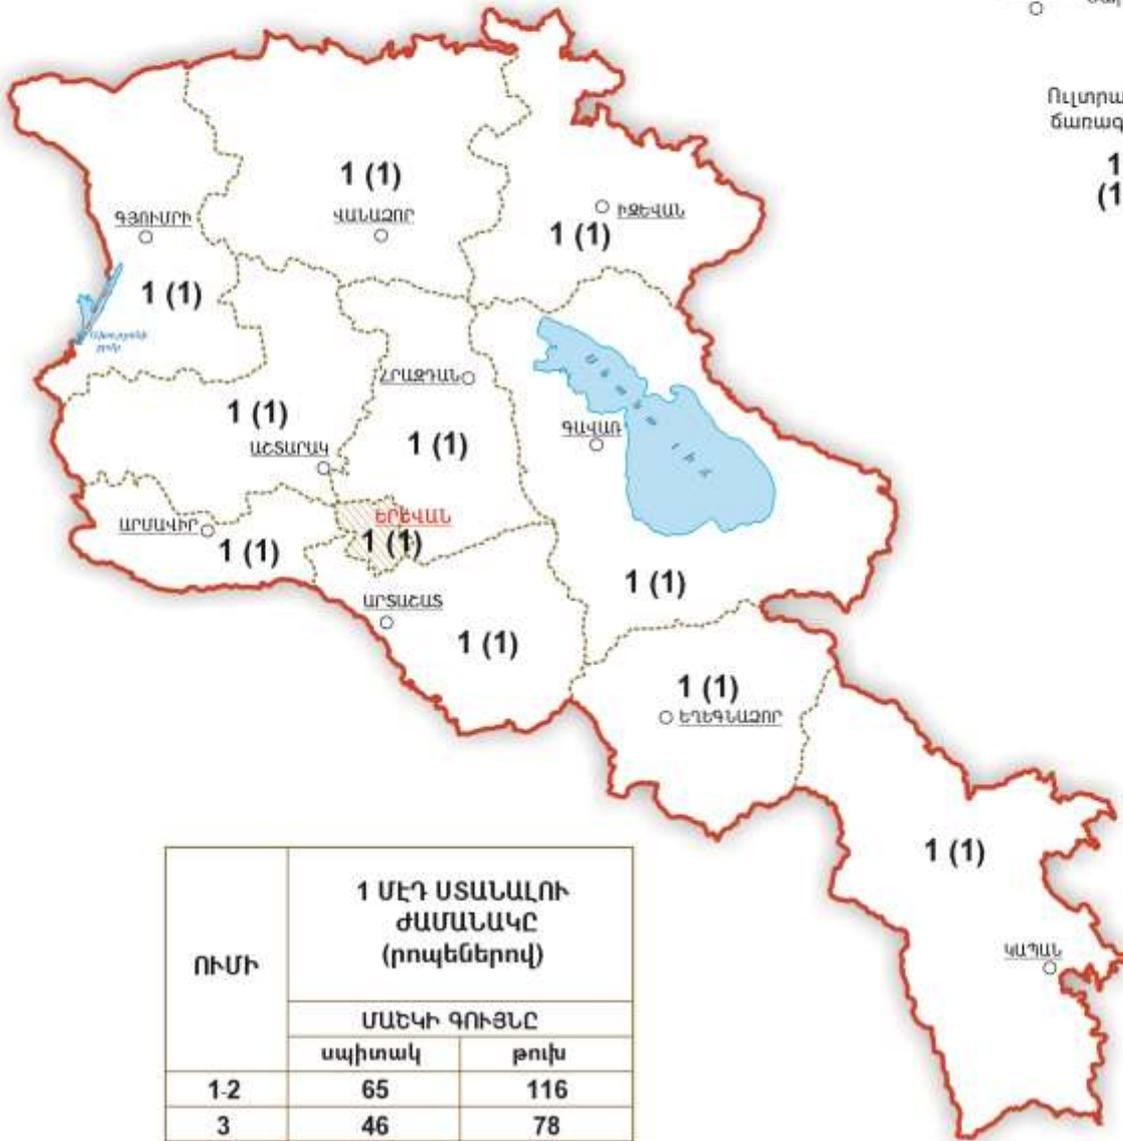 Ուլտրա
ճառագ
1
(1
1 (1)
ՎԱՆԱՁՈՐ
ԻՋԵՎԱՆ
1 (1)
ԳՅՈՒՄՐԻ
1 (1)
ՀՐԱԶԴԱՆ
Սևանա լիճ
1 (1)
ԱՇՏԱՐԱԿ
1 (1)
ԳԱՎԱՌ
ԱՐՄԱՎԻՐ
1 (1)
ԵՐԵՎԱՆ
1 (1)
1 (1)
ԱՐՏԱՇԱՏ
1 (1)
1 (1)
ԵՂԵԳՆԱՁՈՐ
1 (1)
ԿԱՊԱՆ
ՈՒՄԻ
1 ՄԷԴ ՍՏԱՆԱԼՈՒ
ԺԱՄԱՆԱԿԸ
(րոպեներով)
ՄԱՇԿԻ ԳՈՒՅՆԸ
սպիտակ թուխ
1-2 65 116
3 46 78